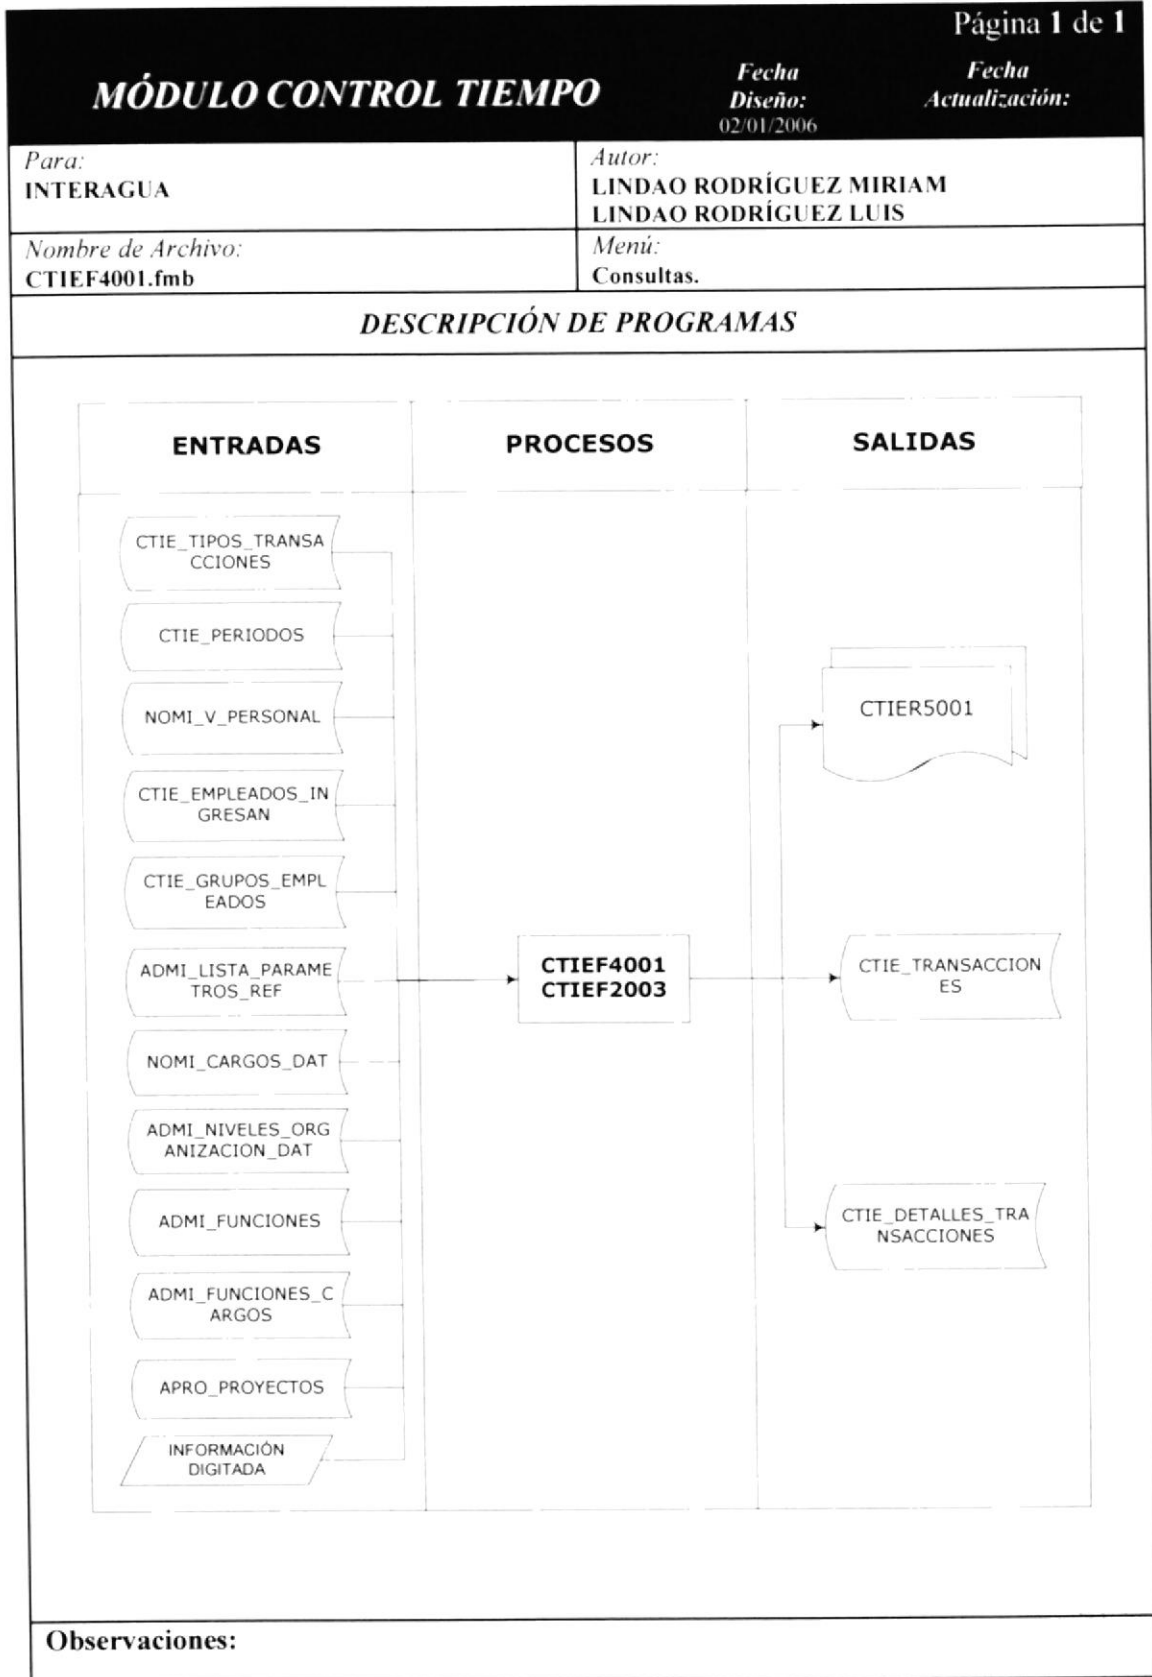 Página 1 de 1
MÓDULO CONTROL TIEMPO
Fecha
Diseño:
02/01/2006
Fecha
Actualización:
Para:
INTERAGUA
Autor:
LINDAO RODRÍGUEZ MIRIAM
LINDAO RODRÍGUEZ LUIS
Nombre de Archivo:
CTIEF4001.fmb
Menú:
Consultas.
DESCRIPCIÓN DE PROGRAMAS
ENTRADAS
PROCESOS
SALIDAS
CTIE_TIPOS_TRANSA
CCIONES
CTIE_PERIODOS
NOMI_V_PERSONAL
CTIE_EMPLEADOS_IN
GRESAN
CTIE_GRUPOS_EMPL
EADOS
ADMI_LISTA_PARAME
TROS_REF
NOMI_CARGOS_DAT
ADMI_NIVELES_ORG
ANIZACION_DAT
ADMI_FUNCIONES
ADMI_FUNCIONES_C
ARGOS
APRO_PROYECTOS
INFORMACIÓN
DIGITADA
CTIEF4001
CTIEF2003
CTIER5001
CTIE_TRANSACCION
ES
CTIE_DETALLES_TRA
NSACCIONES
Observaciones: